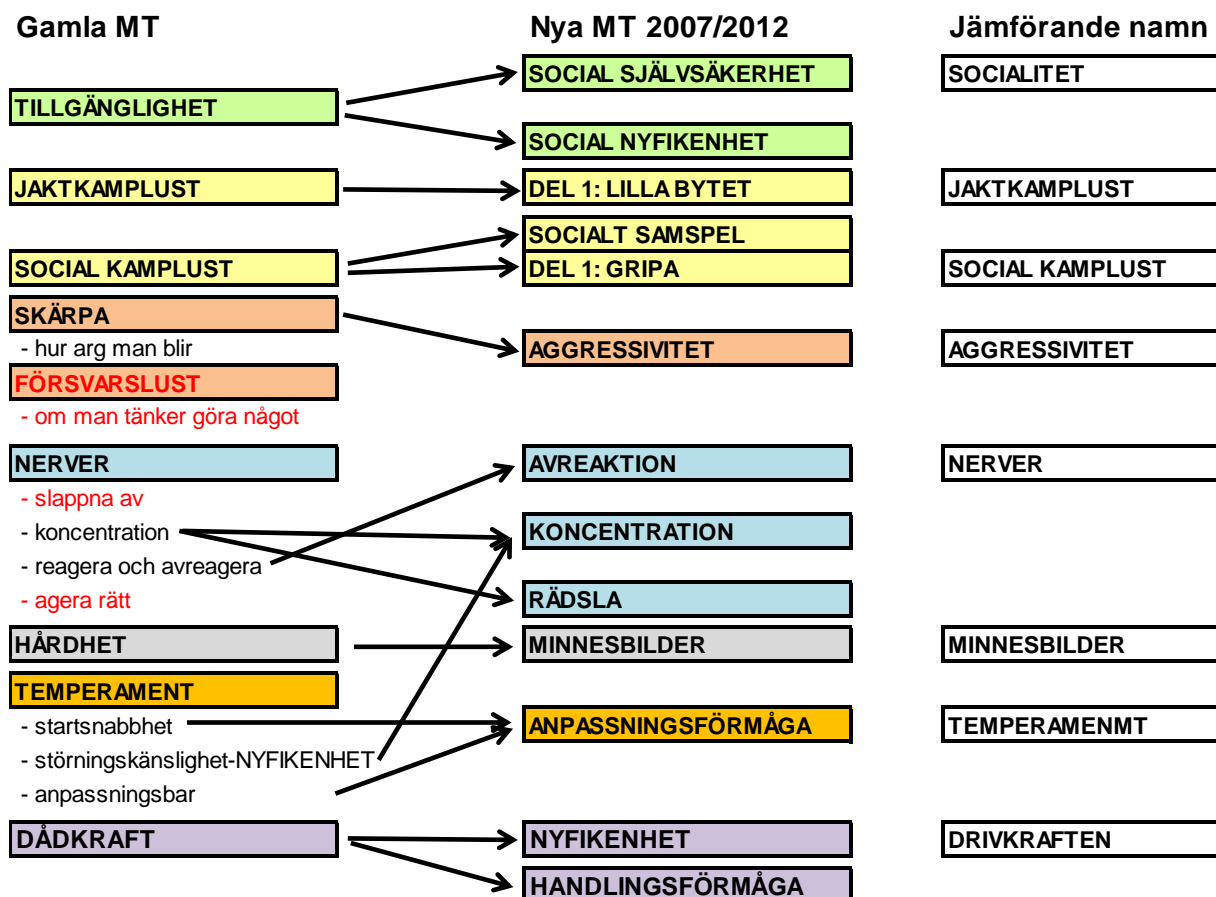 Gamla MT
Nya MT 2007/2012
Jämförande namn
SOCIAL SJÄLVSÄKERHET
SOCIALITET
TILLGÄNGLIGHET
SOCIAL NYFIKENHET
JAKTKAMPLUST
DEL 1: LILLA BYTET
JAKTKAMPLUST
SOCIALT SAMSPEL
SOCIAL KAMPLUST
DEL 1: GRIPA
SOCIAL KAMPLUST
SKÄRPA
- hur arg man blir
AGGRESSIVITET
AGGRESSIVITET
FÖRSVARSLUST
- om man tänker göra något
NERVER
AVREAKTION
NERVER
- slappna av
- koncentration
KONCENTRATION
- reagera och avreagera
- agera rätt
RÄDSLA
HÅRDHET
MINNESBILDER
MINNESBILDER
TEMPERAMENT
- startsnabbhet
ANPASSNINGSFÖRMÅGA
TEMPERAMENMT
- störningskänslighet-NYFIKENHET
- anpassningsbar
DÅDKRAFT
NYFIKENHET
DRIVKRAFTEN
HANDLINGSFÖRMÅGA